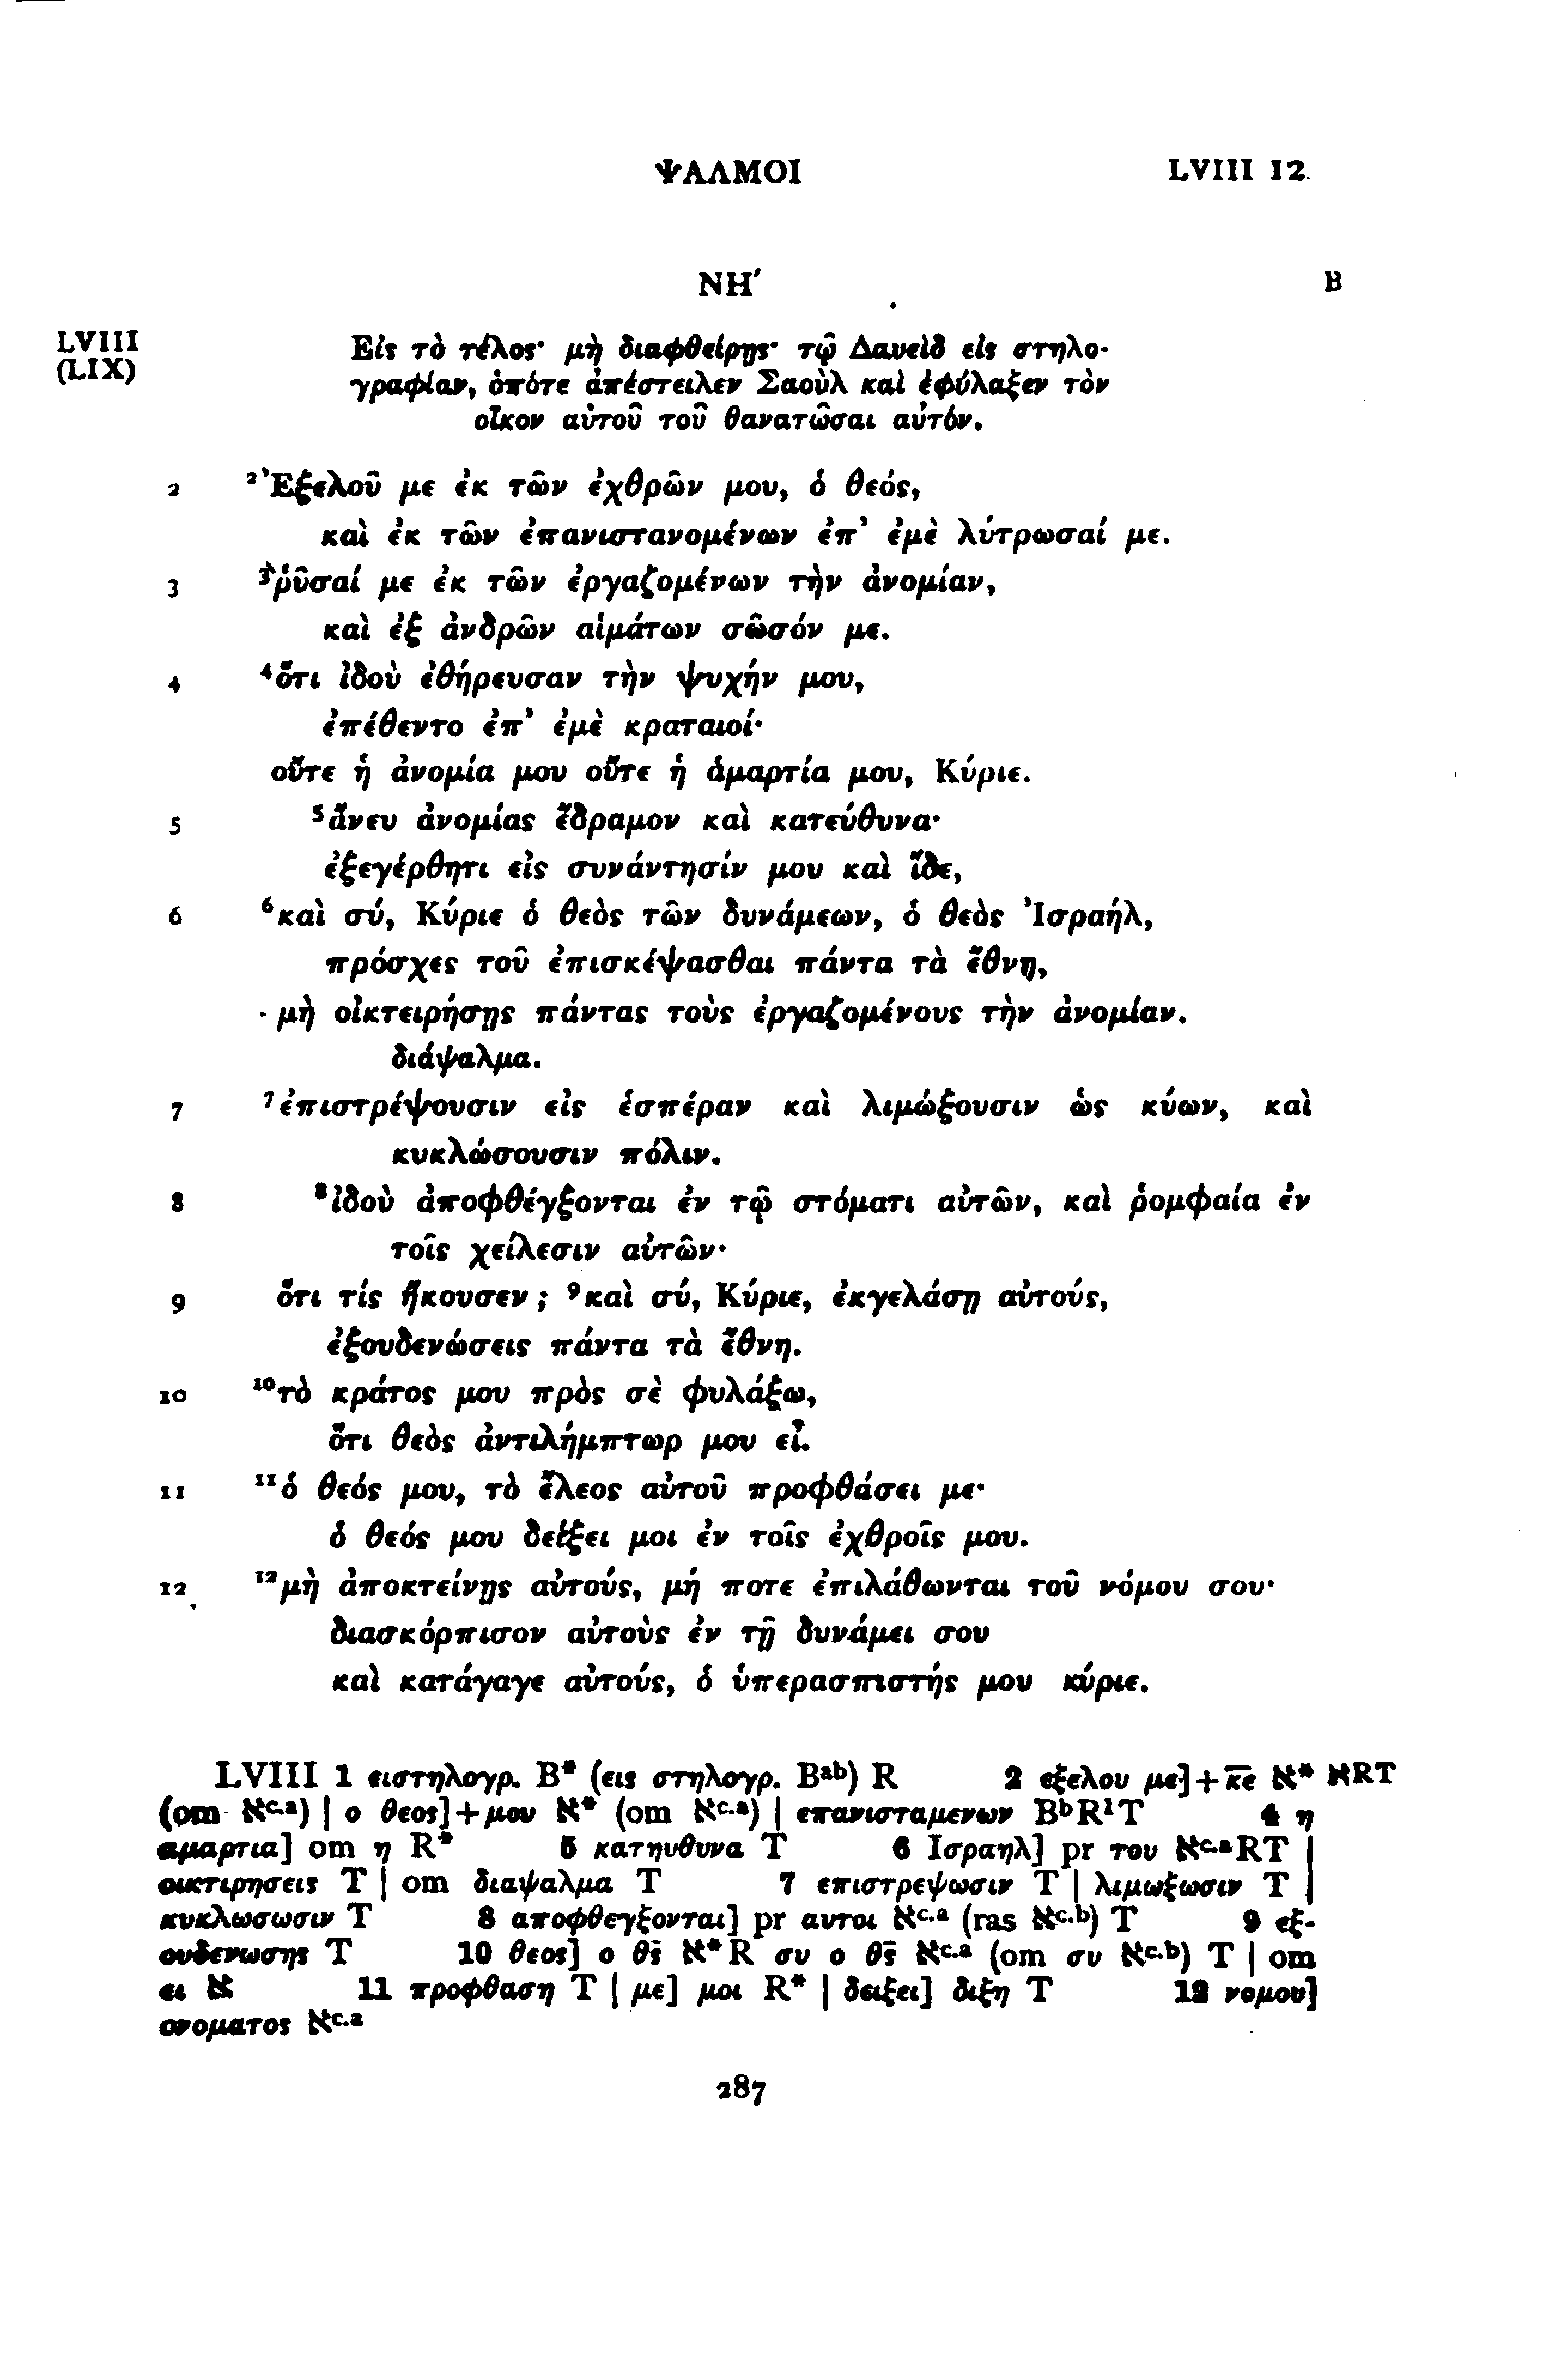 ΨΑΛΜΟΙ LVIII 12
ΝΗ′ B
LVIII
(LIX)
Εἰς τὸ τέλος· μὴ διαφθείρῃς· τῷ Δαυεὶδ εἰς στηλο-
γραφίαν, ὁπότε ἀπέστειλεν Σαοὺλ καὶ ἐφύλαξεν τὸν
οἶκον αὐτοῦ τοῦ θανατῶσαι αὐτόν.
2 ²Ἐξελοῦ με ἐκ τῶν ἐχθρῶν μου, ὁ θεός,
καὶ ἐκ τῶν ἐπανιστανομένων ἐπ’ ἐμὲ λύτρωσαί με.
3 ³ῥῦσαί με ἐκ τῶν ἐργαζομένων τὴν ἀνομίαν,
καὶ ἐξ ἀνδρῶν αἱμάτων σῶσόν με.
4 ⁴ὅτι ἰδοὺ ἐθήρευσαν τὴν ψυχήν μου,
ἐπέθεντο ἐπ’ ἐμὲ κραταιοί·
οὔτε ἡ ἀνομία μου οὔτε ἡ ἁμαρτία μου, Κύριε.
5 ⁵ἄνευ ἀνομίας ἔδραμον καὶ κατεύθυνα·
ἐξεγέρθητι εἰς συνάντησίν μου καὶ ἴδε,
6 ⁶καὶ σύ, Κύριε ὁ θεὸς τῶν δυνάμεων, ὁ θεὸς Ἰσραήλ,
πρόσχες τοῦ ἐπισκέψασθαι πάντα τὰ ἔθνη,
μὴ οἰκτειρήσῃς πάντας τοὺς ἐργαζομένους τὴν ἀνομίαν.
διάψαλμα.
7 ⁷ἐπιστρέψουσιν εἰς ἑσπέραν καὶ λιμώξουσιν ὡς κύων, καὶ
κυκλώσουσιν πόλιν.
8 ⁸ἰδοὺ ἀποφθέγξονται ἐν τῷ στόματι αὐτῶν, καὶ ῥομφαία ἐν
τοῖς χείλεσιν αὐτῶν·
9 ὅτι τίς ἤκουσεν; ⁹καὶ σύ, Κύριε, ἐκγελάσῃ αὐτούς,
ἐξουδενώσεις πάντα τὰ ἔθνη.
10 ¹⁰τὸ κράτος μου πρὸς σὲ φυλάξω,
ὅτι θεὸς ἀντιλήμπτωρ μου εἶ.
11 ¹¹ὁ θεός μου, τὸ ἔλεος αὐτοῦ προφθάσει με·
ὁ θεός μου δείξει μοι ἐν τοῖς ἐχθροῖς μου.
12 ¹²μὴ ἀποκτείνῃς αὐτούς, μή ποτε ἐπιλάθωνται τοῦ νόμου σου·
διασκόρπισον αὐτοὺς ἐν τῇ δυνάμει σου
καὶ κατάγαγε αὐτούς, ὁ ὑπερασπιστής μου κύριε.
LVIII 1 ειστηλογρ. B* (εις στηλογρ. Bᵃᵇ) R 2 εξελου με]+κ̅ε̅ ℵ* ℵRT
(om ℵᶜ·ᵃ) | ο θεος]+μου ℵ* (om ℵᶜ·ᵃ) | επανισταμενων BᵇR¹T 4 η
αμαρτια] om η R* 5 κατηυθυνα T 6 Ισραηλ] pr του ℵᶜ·ᵃRT |
οικτιρησεις T | om διαψαλμα T 7 επιστρεψωσιν T | λιμωξωσιν T |
κυκλωσωσιν T 8 αποφθεγξονται] pr αυτοι ℵᶜ·ᵃ (ras ℵᶜ·ᵇ) T 9 εξ-
ουδενωσης T 10 θεος] ο θ̅ς̅ ℵ*R συ ο θ̅ς̅ ℵᶜ·ᵃ (om συ ℵᶜ·ᵇ) T | om
ει ℵ 11 προφθαση T | με] μοι R* | δειξει] διξη T 12 νομου]
ονοματος ℵᶜ·ᵃ
287